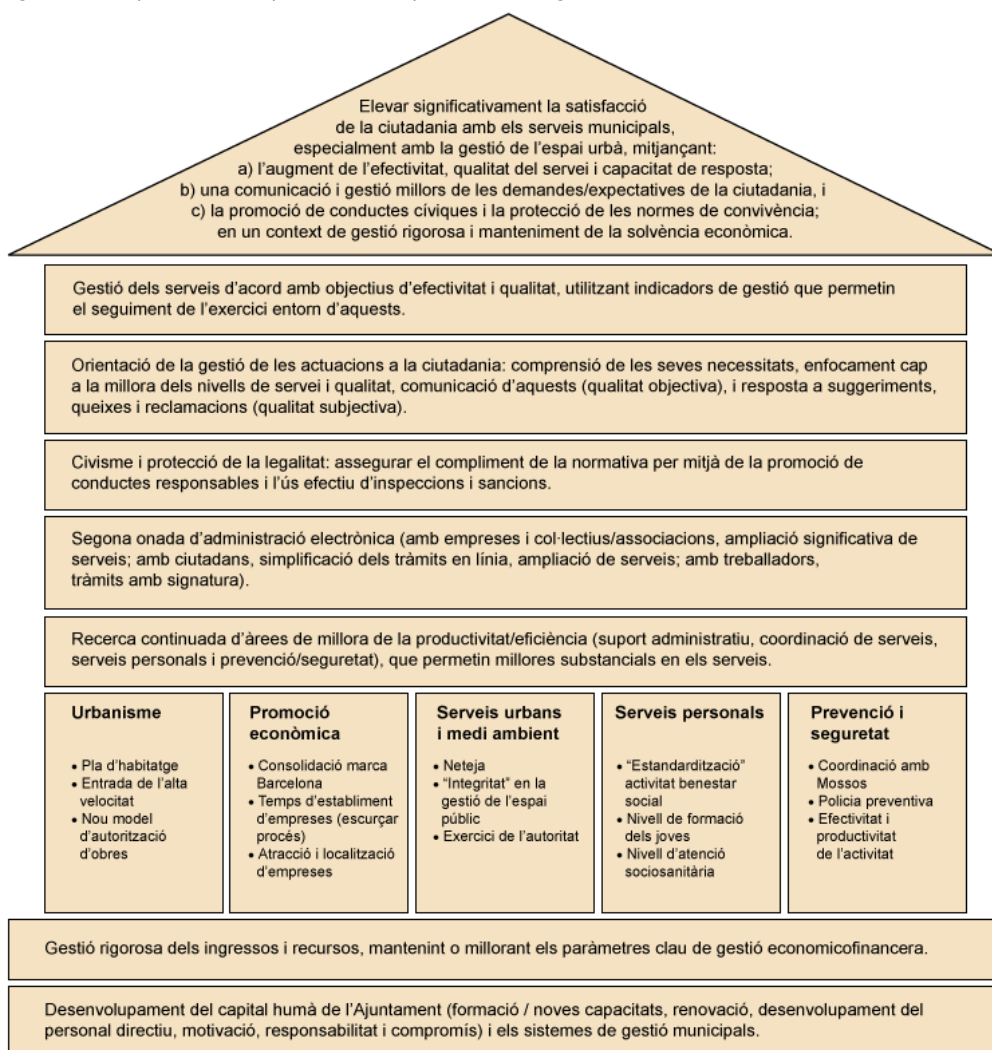 Elevar significativament la satisfacció
de la ciutadania amb els serveis municipals,
especialment amb la gestió de l'espai urbà, mitjançant:
a) l'augment de l'efectivitat, qualitat del servei i capacitat de resposta;
b) una comunicació i gestió millors de les demandes/expectatives de la ciutadania, i
c) la promoció de conductes cíviques i la protecció de les normes de convivència;
en un context de gestió rigorosa i manteniment de la solvència econòmica.
Gestió dels serveis d'acord amb objectius d'efectivitat i qualitat, utilitzant indicadors de gestió que permetin
el seguiment de l'exercici entorn d'aquests.
Orientació de la gestió de les actuacions a la ciutadania: comprensió de les seves necessitats, enfocament cap
a la millora dels nivells de servei i qualitat, comunicació d'aquests (qualitat objectiva), i resposta a suggeriments,
queixes i reclamacions (qualitat subjectiva).
Civisme i protecció de la legalitat: assegurar el compliment de la normativa per mitjà de la promoció de
conductes responsables i l'ús efectiu d'inspeccions i sancions.
Segona onada d'administració electrònica (amb empreses i col·lectius/associacions, ampliació significativa de
serveis; amb ciutadans, simplificació dels tràmits en línia, ampliació de serveis; amb treballadors,
tràmits amb signatura).
Recerca continuada d'àrees de millora de la productivitat/eficiència (suport administratiu, coordinació de serveis,
serveis personals i prevenció/seguretat), que permetin millores substancials en els serveis.
Urbanisme
• Pla d'habitatge
• Entrada de l'alta
velocitat
• Nou model
d'autorització
d'obres
Promoció
econòmica
• Consolidació marca
Barcelona
• Temps d'establiment
d'empreses (escurçar
procés)
• Atracció i localització
d'empreses
Serveis urbans
i medi ambient
• Neteja
• "Integritat" en la
gestió de l'espai
públic
• Exercici de l'autoritat
Serveis personals
• "Estandardització"
activitat benestar
social
• Nivell de formació
dels joves
• Nivell d'atenció
sociosanitària
Prevenció i
seguretat
• Coordinació amb
Mossos
• Policia preventiva
• Efectivitat i
productivitat
de l'activitat
Gestió rigorosa dels ingressos i recursos, mantenint o millorant els paràmetres clau de gestió economicofinancera.
Desenvolupament del capital humà de l'Ajuntament (formació / noves capacitats, renovació, desenvolupament del
personal directiu, motivació, responsabilitat i compromís) i els sistemes de gestió municipals.